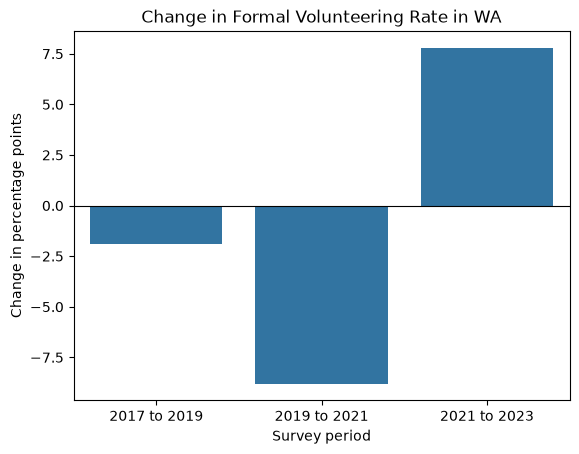 Change in Formal Volunteering Rate in WA
Change in percentage points
7.5
5.0
2.5
0.0
−2.5
−5.0
−7.5
2017 to 2019
2019 to 2021
2021 to 2023
Survey period